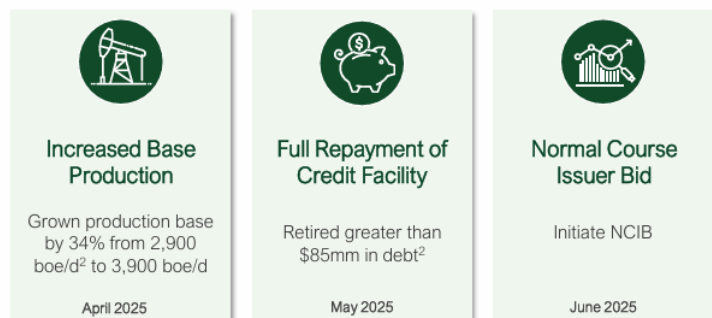 $
Increased Base
Production
Grown production base
by 34% from 2,900
boe/d² to 3,900 boe/d
April 2025
Full Repayment of
Credit Facility
Retired greater than
$85mm in debt²
May 2025
Normal Course
Issuer Bid
Initiate NCIB
June 2025